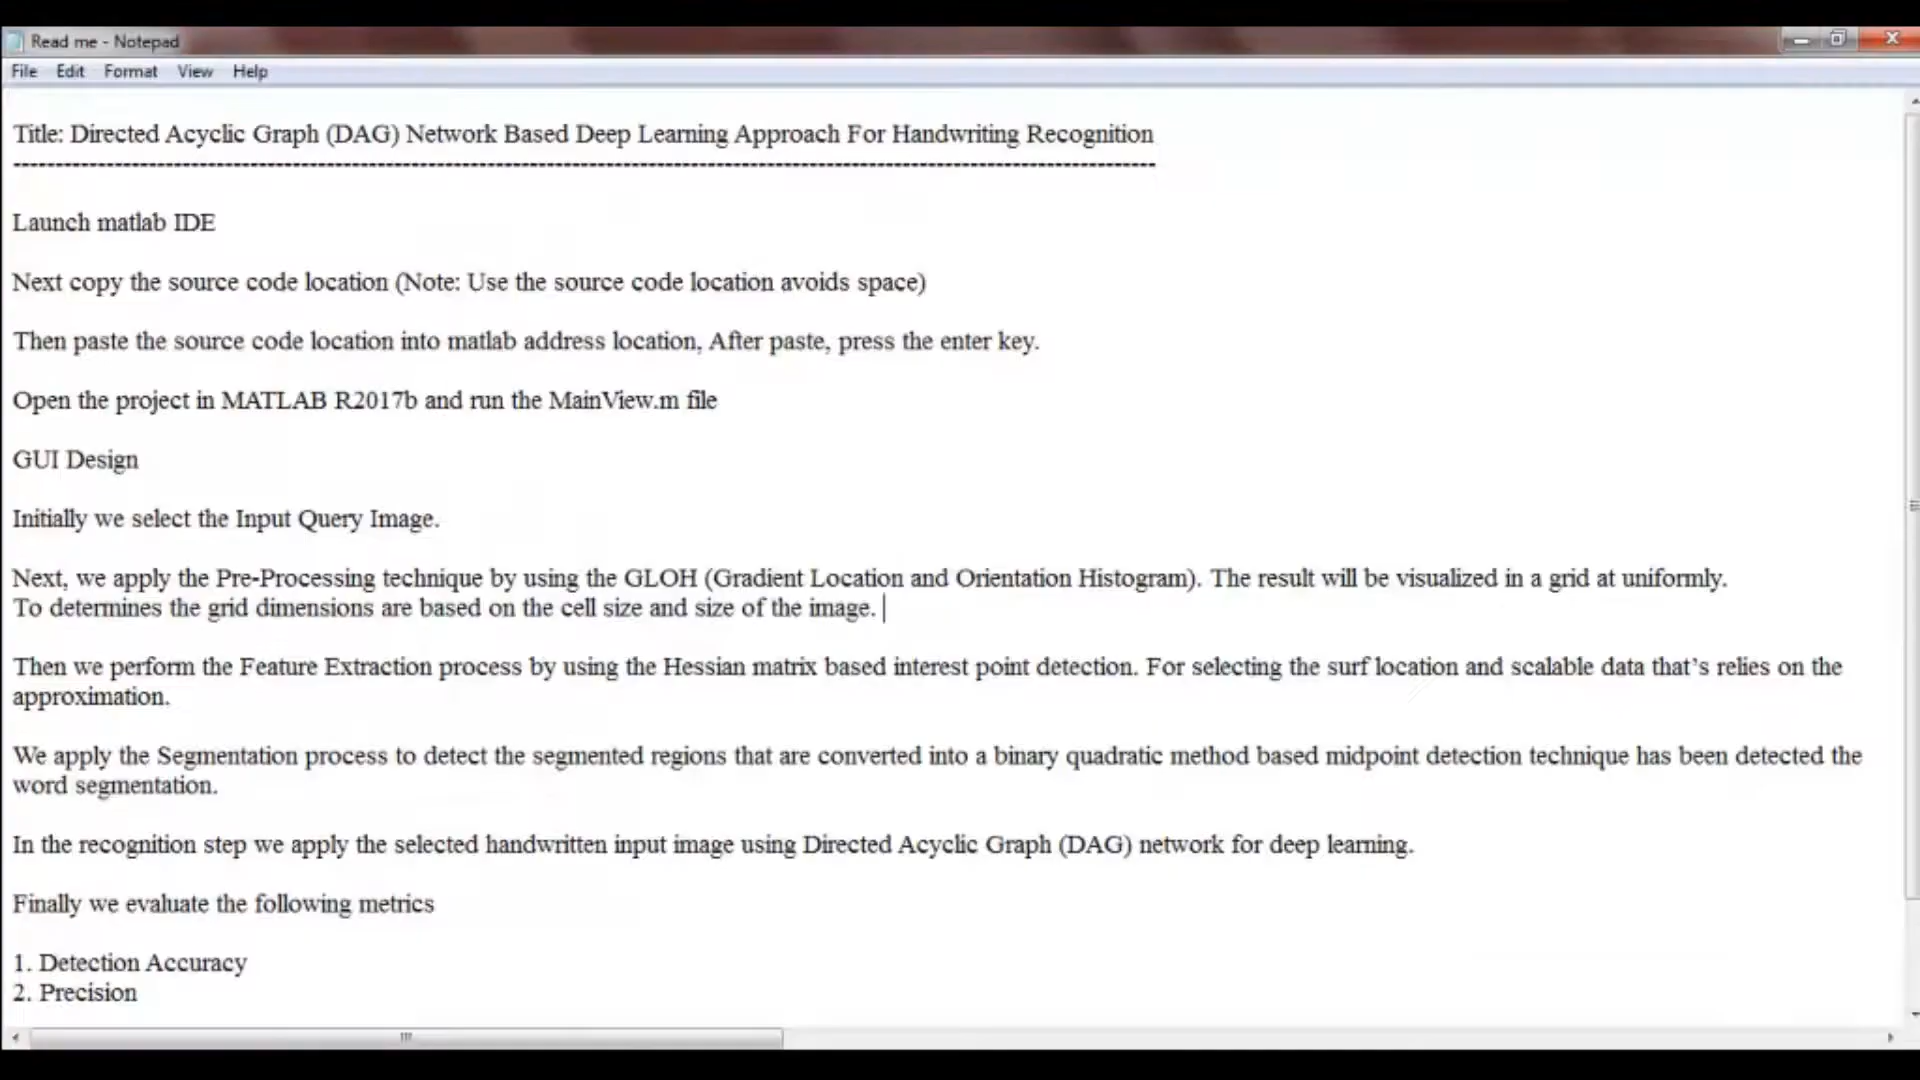 Read me - Notepad
File Edit Format View Help
Title: Directed Acyclic Graph (DAG) Network Based Deep Learning Approach For Handwriting Recognition
Launch matlab IDE
Next copy the source code location (Note: Use the source code location avoids space)
Then paste the source code location into matlab address location, After paste, press the enter key.
Open the project in MATLAB R2017b and run the MainView.m file
GUI Design
Initially we select the Input Query Image.
Next, we apply the Pre-Processing technique by using the GLOH (Gradient Location and Orientation Histogram). The result will be visualized in a grid at uniformly.
To determines the grid dimensions are based on the cell size and size of the image.
Then we perform the Feature Extraction process by using the Hessian matrix based interest point detection. For selecting the surf location and scalable data that’s relies on the
approximation.
We apply the Segmentation process to detect the segmented regions that are converted into a binary quadratic method based midpoint detection technique has been detected the
word segmentation.
In the recognition step we apply the selected handwritten input image using Directed Acyclic Graph (DAG) network for deep learning.
Finally we evaluate the following metrics
1. Detection Accuracy
2. Precision